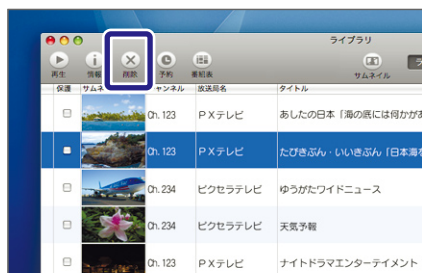 ライブラリ
再生 情報 削除 予約 番組表 サムネイル
保護 サムネ ャンネル 放送局名 タイトル
Ch. 123 PXテレビ あしたの日本「海の底には何かがあ
Ch. 123 PXテレビ たびきぶん・いいきぶん「日本海を
Ch. 234 ピクセラテレビ ゆうがたワイドニュース
Ch. 234 ピクセラテレビ 天気予報
Ch. 123 PXテレビ ナイトドラマエンターテイメント